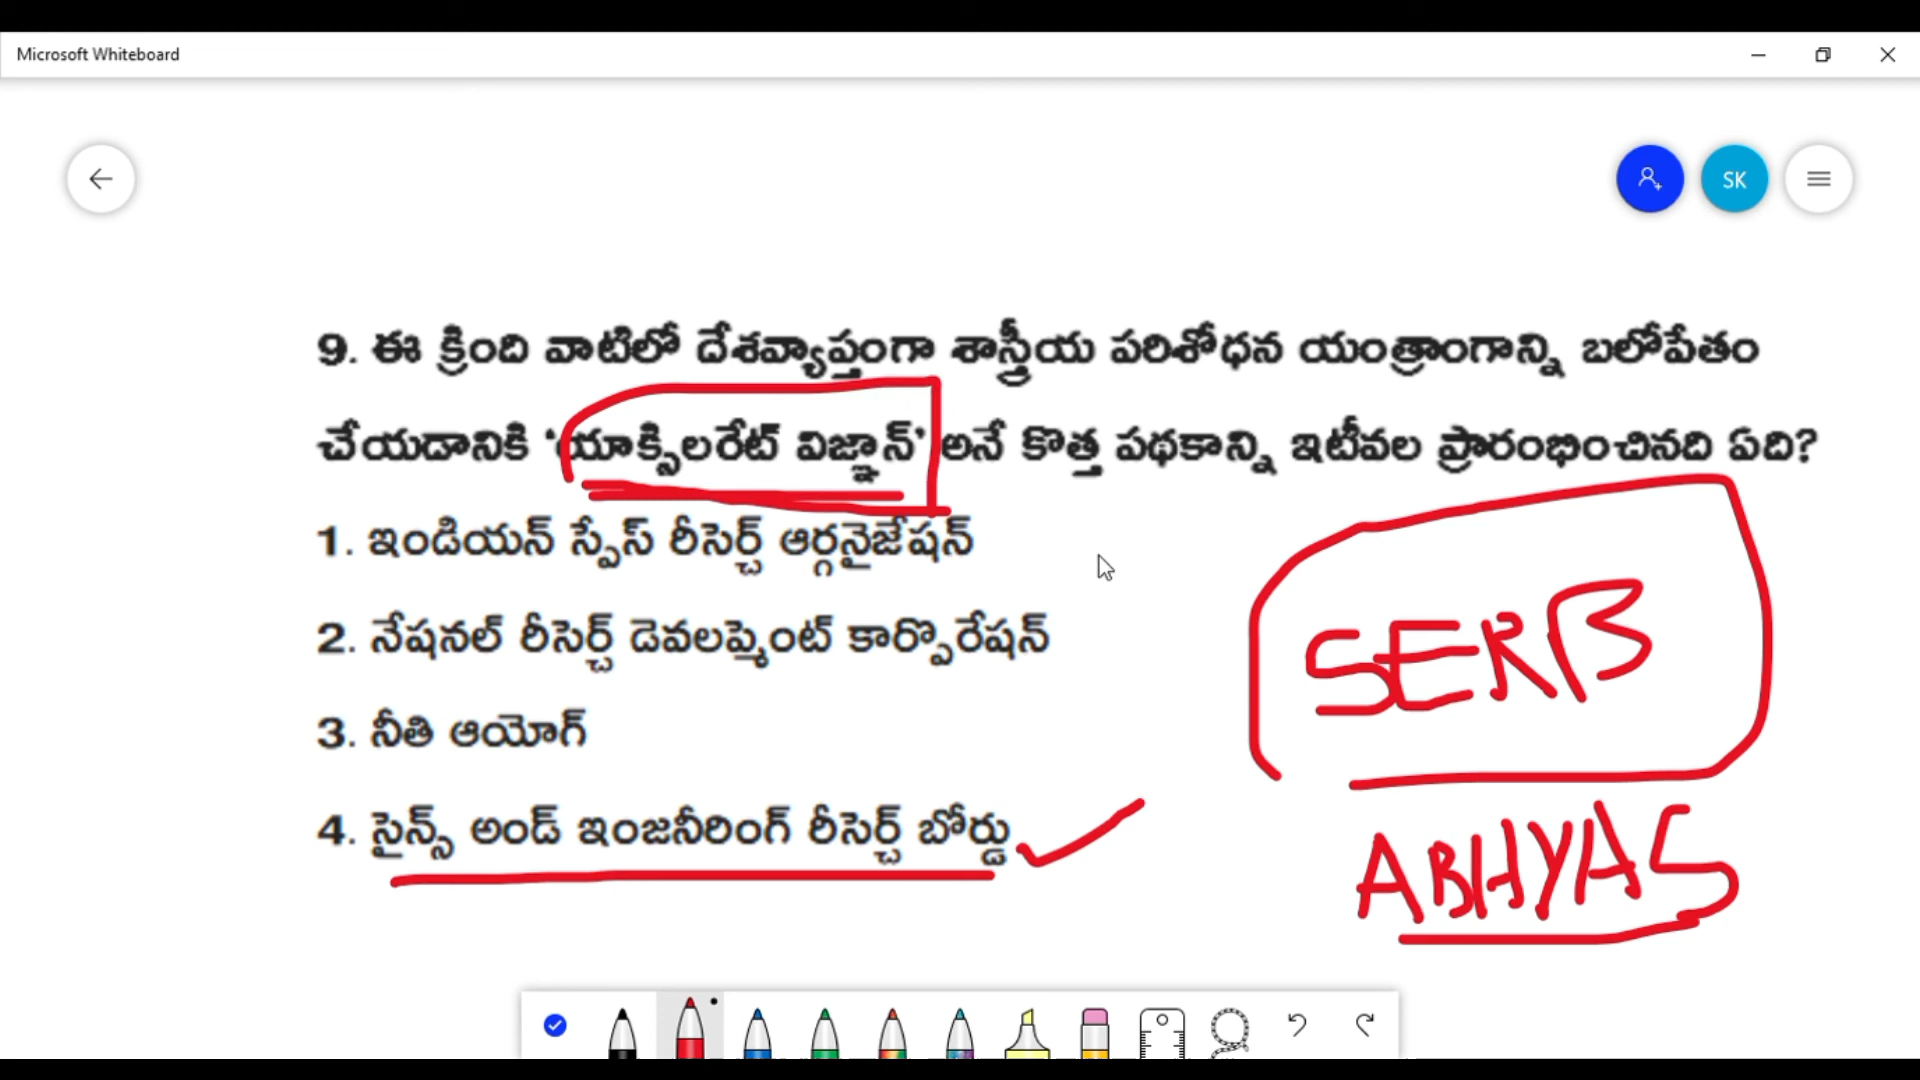 Microsoft Whiteboard
SK
9. ఈ క్రింది వాటిలో దేశవ్యాప్తంగా శాస్త్రీయ పరిశోధన యంత్రాంగాన్ని బలోపేతం
చేయడానికి ‘యాక్సిలరేట్ విజ్ఞాన్’ అనే కొత్త పథకాన్ని ఇటీవల ప్రారంభించినది ఏది?
1. ఇండియన్ స్పేస్ రీసెర్చ్ ఆర్గనైజేషన్
2. నేషనల్ రీసెర్చ్ డెవలప్మెంట్ కార్పొరేషన్
3. నీతి ఆయోగ్
4. సైన్స్ అండ్ ఇంజనీరింగ్ రీసెర్చ్ బోర్డు
SERB
ABHYAS